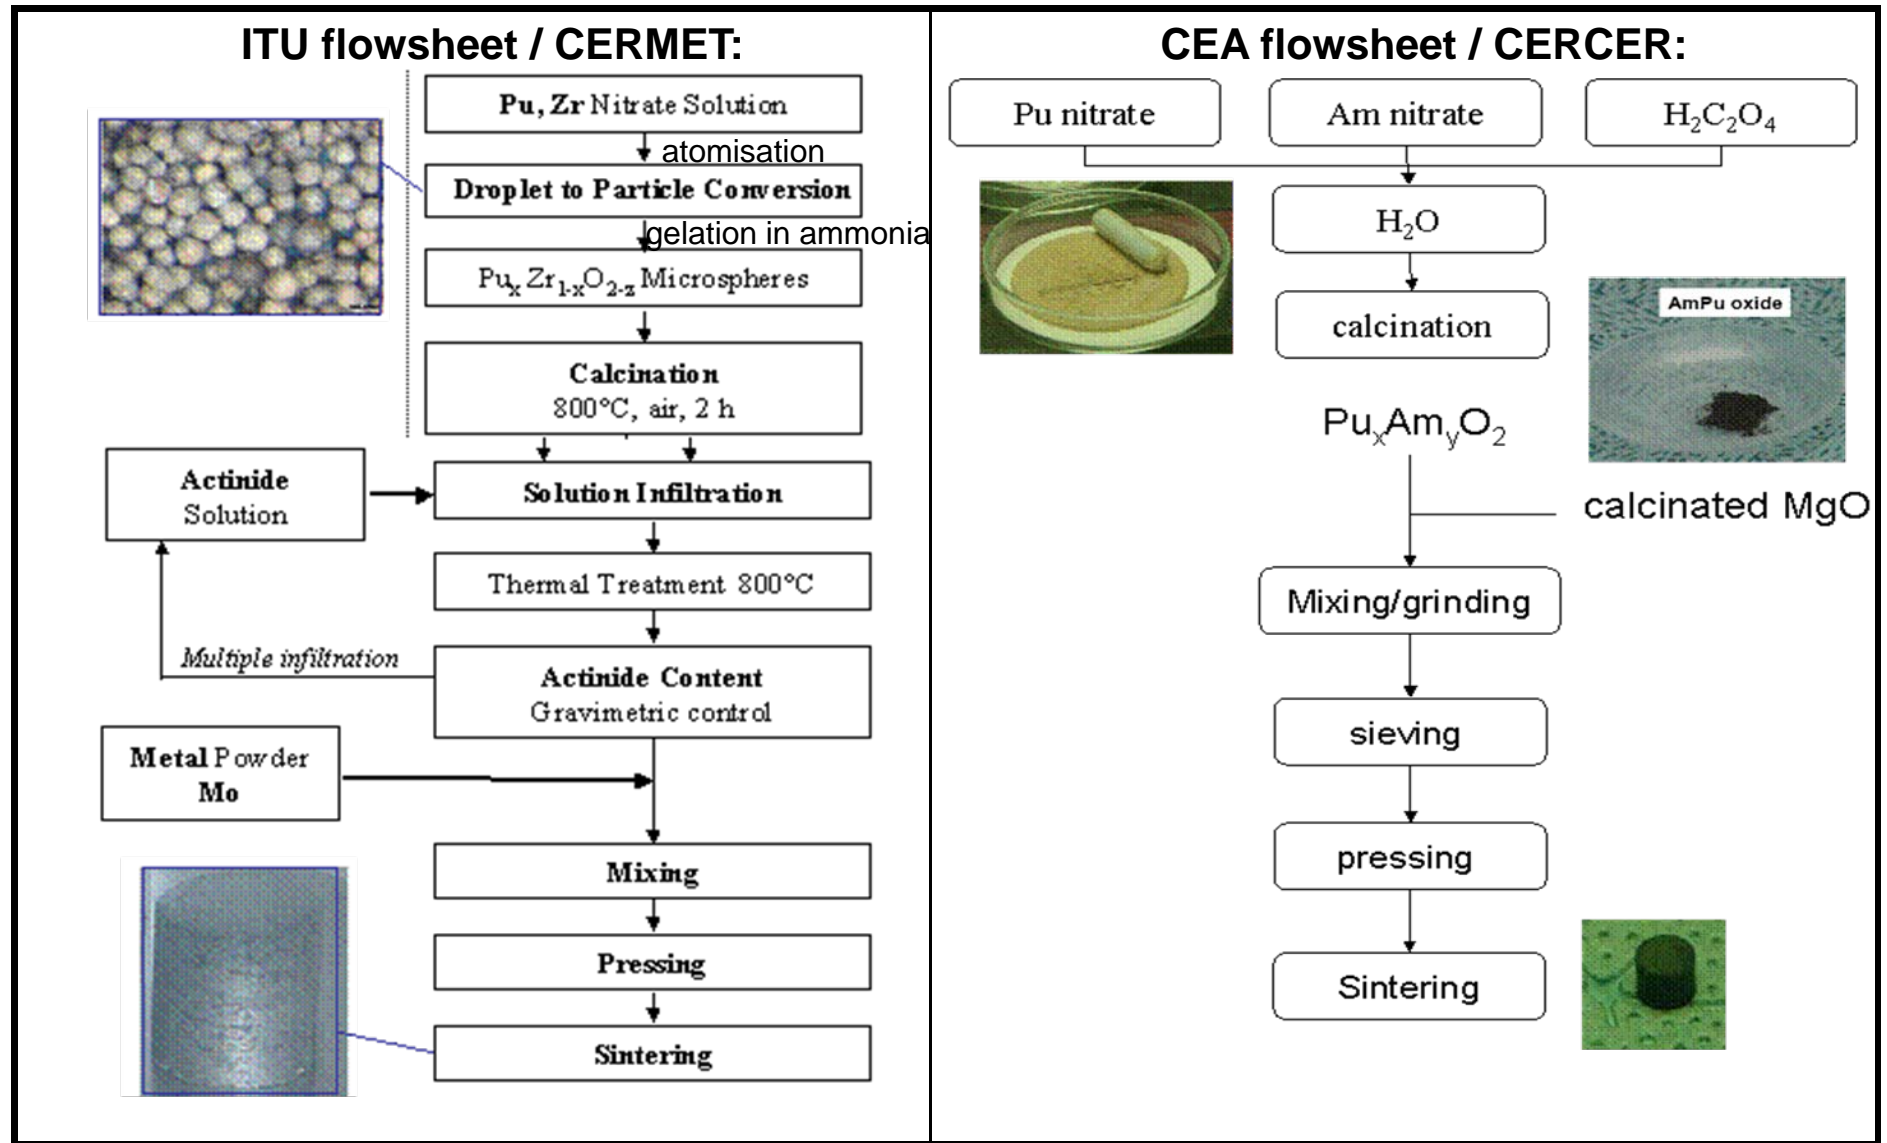 ITU flowsheet / CERMET:
Pu, Zr Nitrate Solution
atomisation
Droplet to Particle Conversion
gelation in ammonia
PuxZr1-xO2-z Microspheres
Calcination
800°C, air, 2 h
Actinide
Solution
Solution Infiltration
Thermal Treatment 800°C
Multiple infiltration
Actinide Content
Gravimetric control
Metal Powder
Mo
Mixing
Pressing
Sintering
CEA flowsheet / CERCER:
Pu nitrate
Am nitrate
H2C2O4
H2O
calcination
AmPu oxide
PuxAmyO2
calcinated MgO
Mixing/grinding
sieving
pressing
Sintering